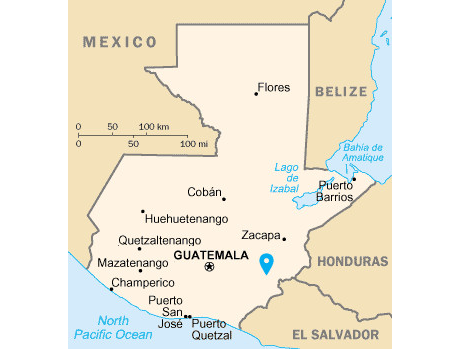 MEXICO
Flores
BELIZE
0 50 100 km
0 50 100 mi
Bahia de
Amatique
Lago
de
Izabal
Puerto
Barrios
Cobán
Huehuetenango
Quetzaltenango
Zacapa
GUATEMALA
Mazatenango
HONDURAS
Champerico
Puerto
San
José
Puerto
Quetzal
North
Pacific Ocean
EL SALVADOR